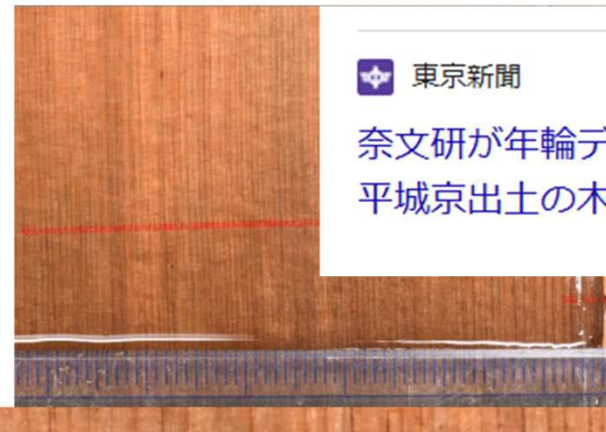 東京新聞
奈文研が年輪デ
平城京出土の木